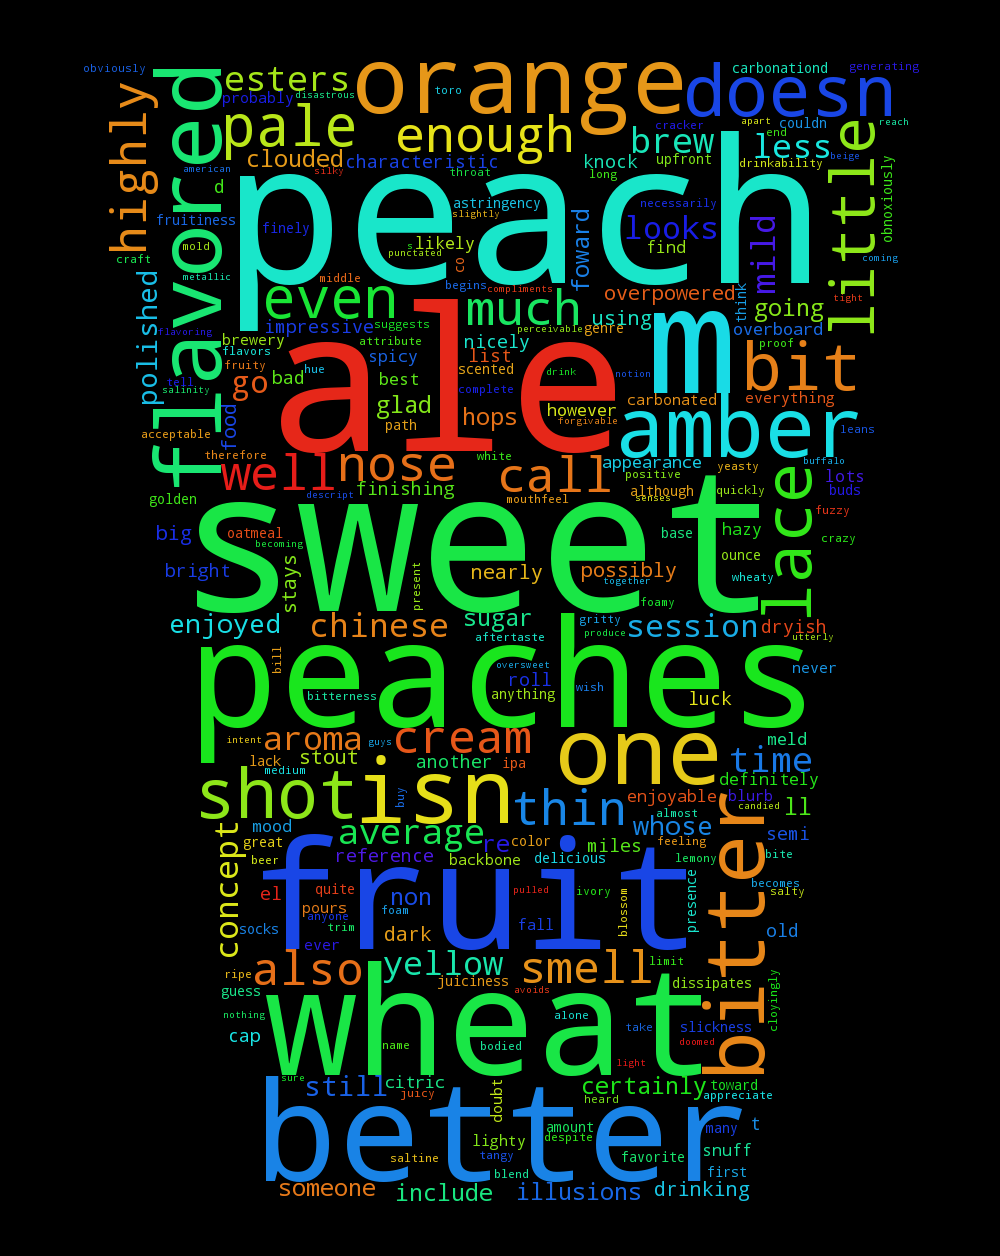 obviously
esters
orange
toro
carbonationd
generating
probably
disastrous
doesn
highly
flavored
pale
enough
cracker
apart
couldn
reach
brew
less
end
little
clouded
characteristic
knock
upfront
drinkability
beige
american
silky
throat
long
obnoxiously
d
peach
astringency
necessarily
fruitiness
slightly
finely
looks
mold
s
likely
foward
find
mild
coming
craft
punctated
co
metallic
middle
begins
compliments
overpowered
think
going
tight
polished
even
much
using
m
flavoring
impressive
suggests
perceivable
genre
overboard
brewery
attribute
nicely
proof
flavors
spicy
list
bit
tell
fruity
hue
ale
scented
drink
notion
salinity
go
bad
best
complete
glad
hops
however
carbonated
everything
food
path
forgivable
amber
leans
acceptable
therefore
white
well
nose
call
appearance
yeasty
buffalo
positive
lots
finishing
mouthfeel
although
quickly
buds
golden
descript
senses
lace
fuzzy
big
oatmeal
sweet
base
hazy
crazy
becoming
ounce
bright
stays
present
nearly
possibly
together
wheaty
foamy
enjoyed
chinese
sugar
gritty
session
dryish
aftertaste
produce
utterly
bill
peaches
oversweet
roll
wish
never
bitterness
anything
luck
intent
aroma
guys
cream
one
meld
lack
stout
another
ipa
time
medium
definitely
shot
isn
buy
thin
enjoyable
blurb
candied
ll
almost
mood
average
re
color
whose
semi
great
miles
feeling
concept
beer
reference
backbone
delicious
lemony
bite
fruit
becomes
el
quite
non
pulled
ivory
presence
bitter
salty
pours
anyone
foam
blossom
socks
trim
dark
fall
old
ever
also
yellow
smell
limit
ripe
juiciness
dissipates
cloyingly
guess
avoids
nothing
wheat
alone
take
slickness
cap
name
bodied
doomed
light
sure
still
citric
certainly
toward
juicy
doubt
heard
appreciate
better
amount
many
t
lighty
despite
saltine
tangy
favorite
snuff
blend
first
someone
include
illusions
drinking